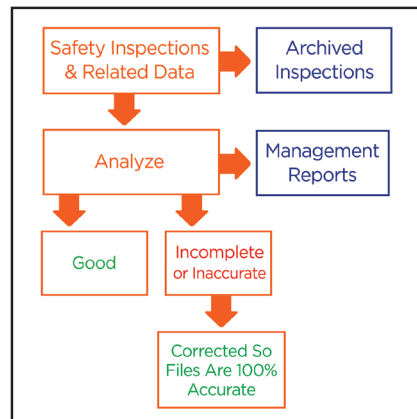 Safety Inspections
& Related Data
Archived
Inspections
Analyze
Management
Reports
Good
Incomplete
or Inaccurate
Corrected So
Files Are 100%
Accurate